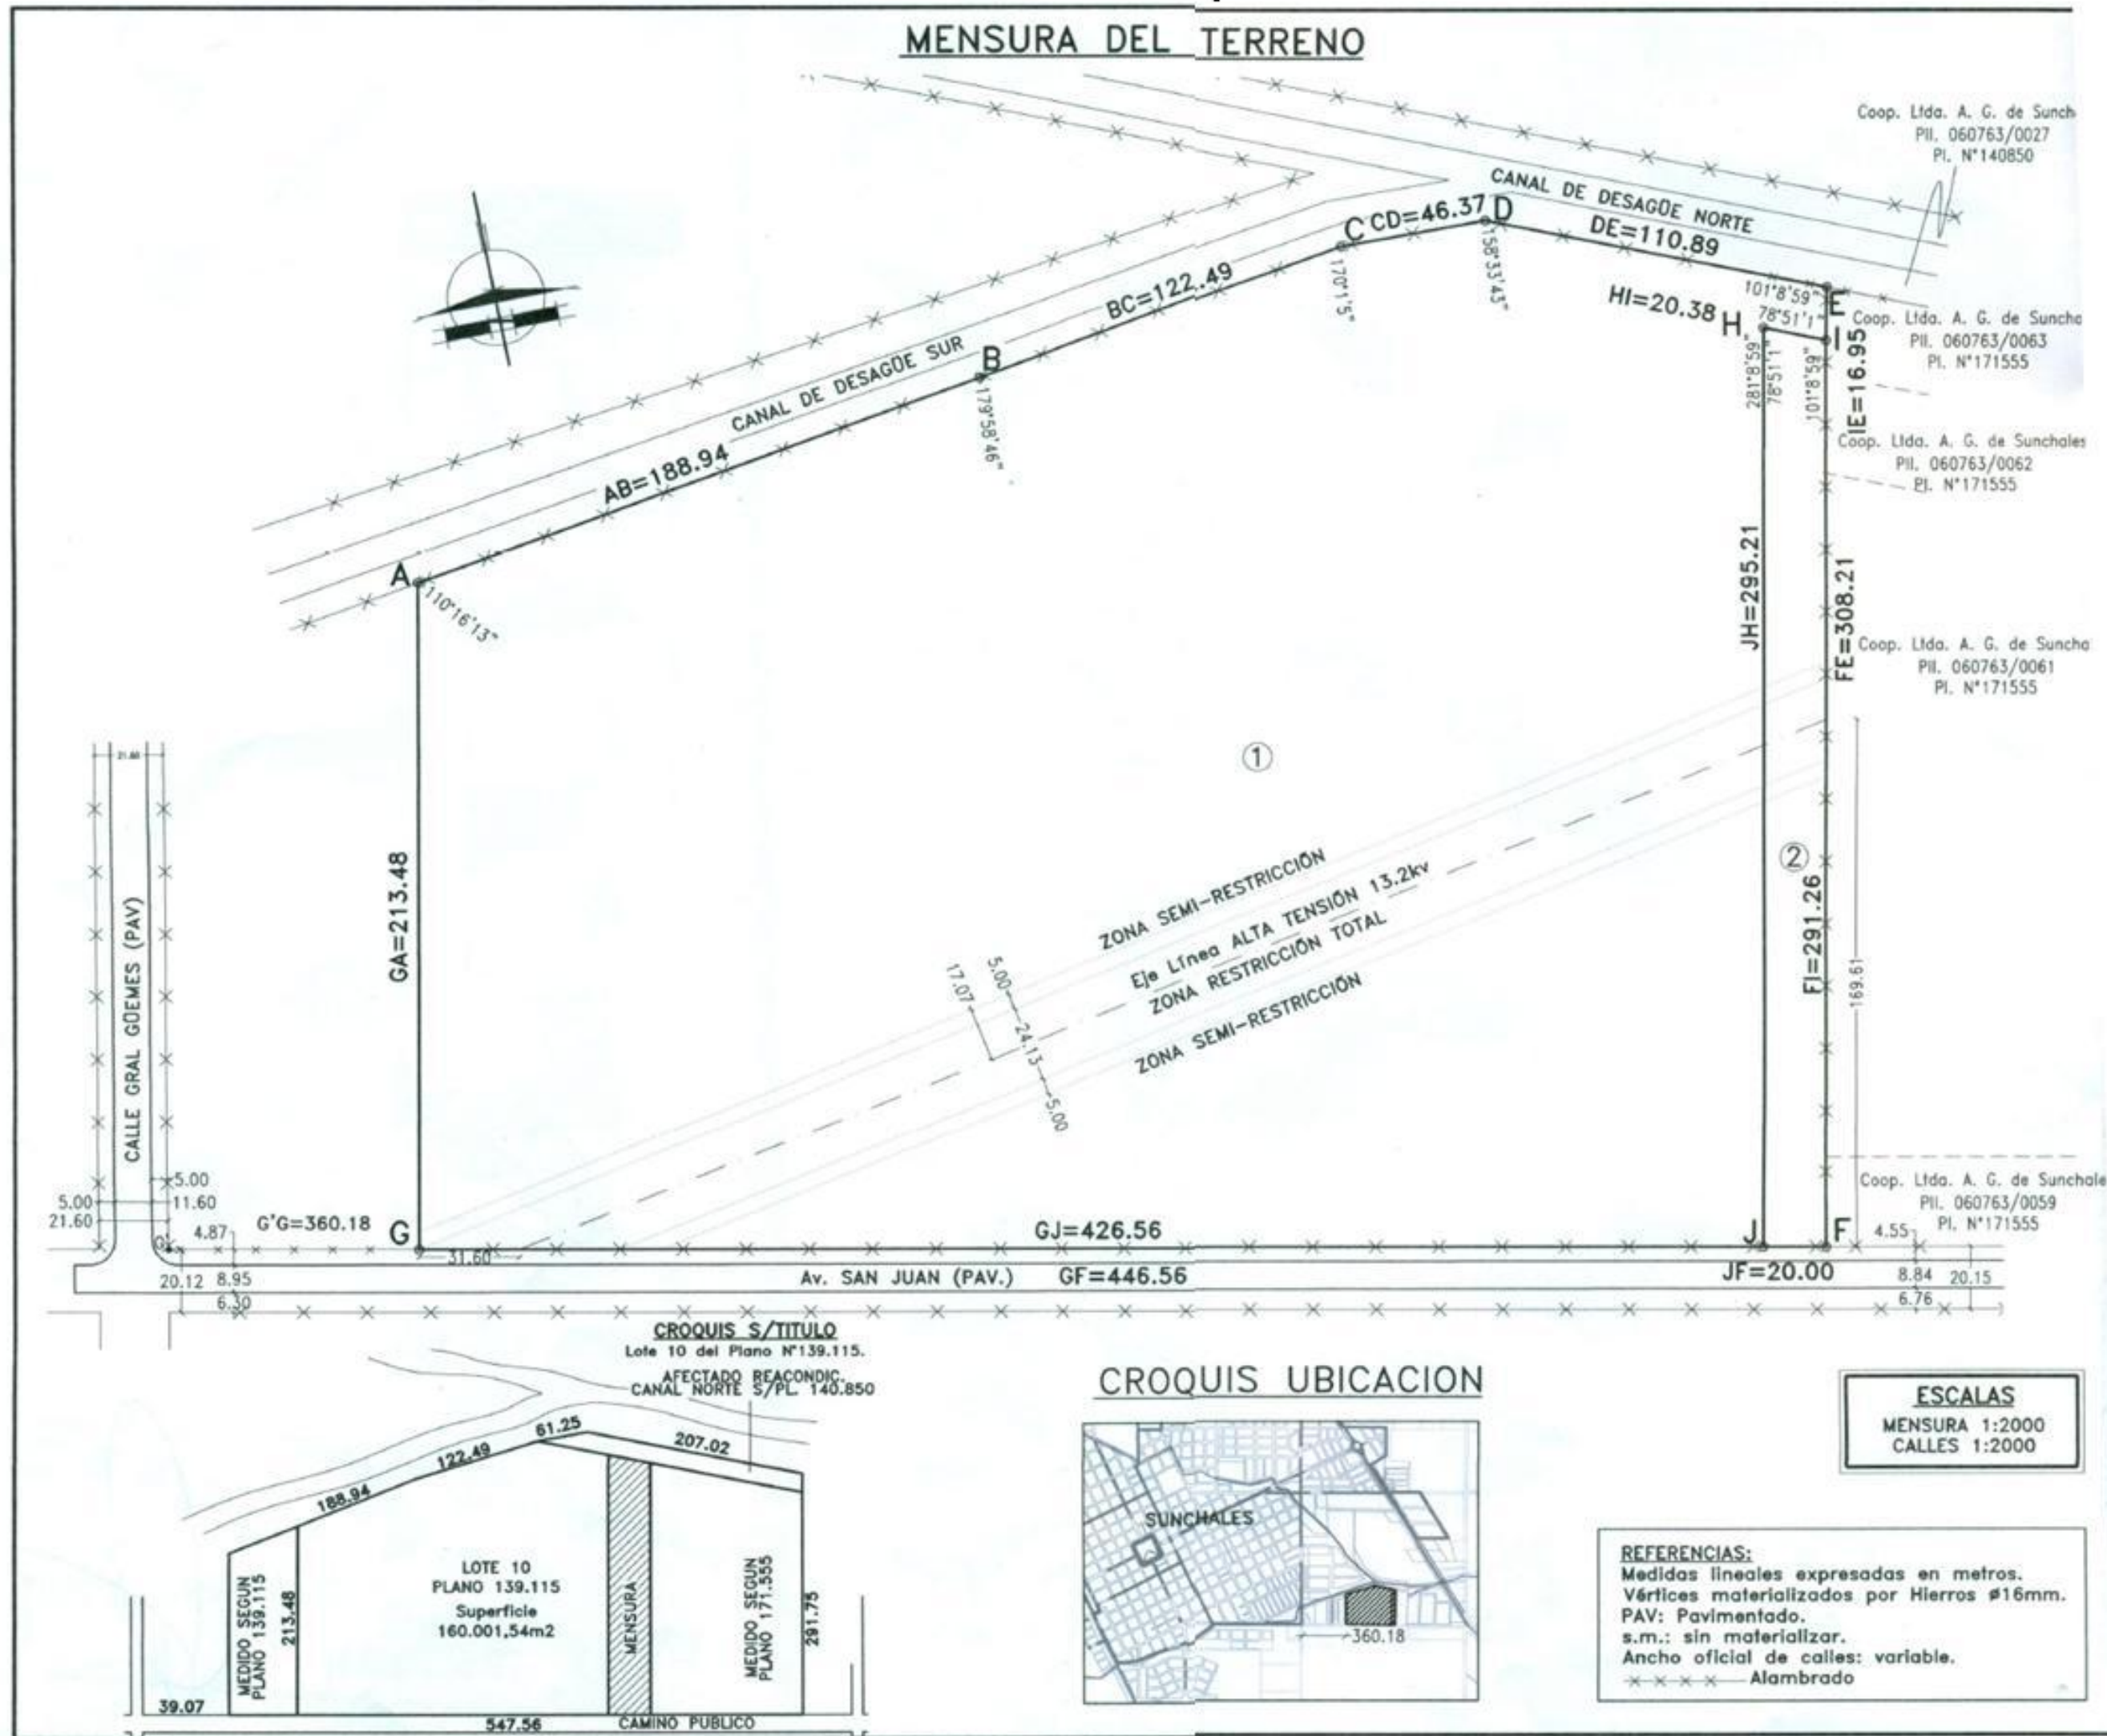 MENSURA DEL TERRENO
Coop. Ltda. A. G. de Sunch
PII. 060763/0027
Pl. N°140850
CANAL DE DESAGÜE NORTE
C CD=46.37 D
DE=110.89
158°33'43"
170°1'5"
BC=122.49
101°8'59"
E
HI=20.38 H
78°51'1"
I
Coop. Ltda. A. G. de Suncha
PII. 060763/0063
Pl. N°171555
281°8'59"
78°51'1"
101°8'59"
IE=16.95
CANAL DE DESAGÜE SUR
B
179°58'46"
AB=188.94
Coop. Ltda. A. G. de Sunchales
PII. 060763/0062
Pl. N°171555
A
110°16'13"
JH=295.21
FE=308.21
Coop. Ltda. A. G. de Suncha
PII. 060763/0061
Pl. N°171555
1
2
GA=213.48
CALLE GRAL GÜEMES (PAV)
ZONA SEMI-RESTRICCIÓN
Eje Línea ALTA TENSIÓN 13.2kv
ZONA RESTRICCIÓN TOTAL
ZONA SEMI-RESTRICCIÓN
17.07
5.00
24.13
5.00
FI=291.26
169.61
Coop. Ltda. A. G. de Sunchale
PII. 060763/0059
Pl. N°171555
5.00
5.00
11.60
21.60
4.87
G'G=360.18
G
31.60
GJ=426.56
J
F
4.55
20.12
8.95
6.30
Av. SAN JUAN (PAV.)
GF=446.56
JF=20.00
8.84
20.15
6.76
CROQUIS S/TITULO
Lote 10 del Plano N°139.115.
AFECTADO REACONDIC.
CANAL NORTE S/PL. 140.850
61.25
207.02
122.49
188.94
MEDIDO SEGUN
PLANO 139.115
213.48
LOTE 10
PLANO 139.115
Superficie
160.001,54m2
MENSURA
MEDIDO SEGUN
PLANO 171.555
291.75
39.07
547.56
CAMINO PUBLICO
CROQUIS UBICACION
SUNCHALES
360.18
ESCALAS
MENSURA 1:2000
CALLES 1:2000
REFERENCIAS:
Medidas lineales expresadas en metros.
Vértices materializados por Hierros ø16mm.
PAV: Pavimentado.
s.m.: sin materializar.
Ancho oficial de calles: variable.
Alambrado